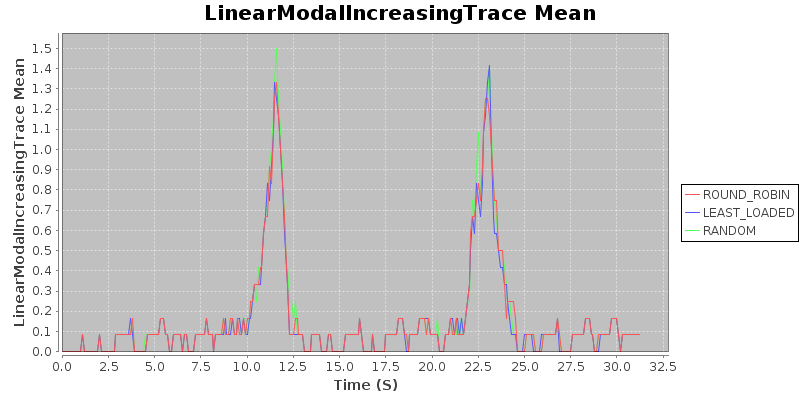 LinearModalIncreasingTrace Mean
LinearModalIncreasingTrace Mean
1.5
1.4
1.3
1.2
1.1
1.0
0.9
0.8
0.7
0.6
0.5
0.4
0.3
0.2
0.1
0.0
0.0 2.5 5.0 7.5 10.0 12.5 15.0 17.5 20.0 22.5 25.0 27.5 30.0 32.5
Time (S)
ROUND_ROBIN
LEAST_LOADED
RANDOM